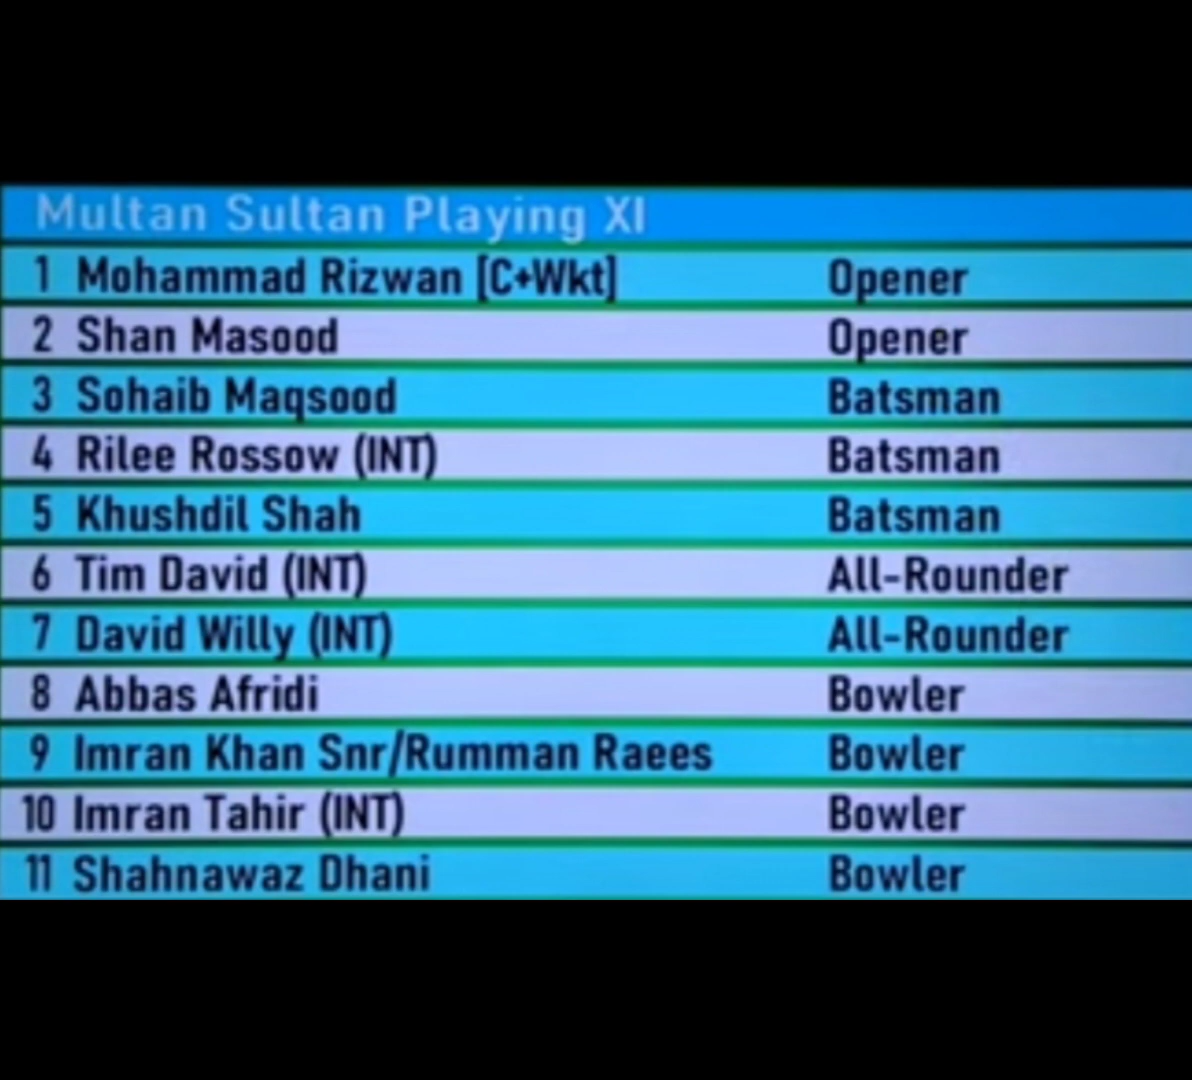 Multan Sultan Playing XI
1 Mohammad Rizwan [C+Wkt] Opener
2 Shan Masood Opener
3 Sohaib Maqsood Batsman
4 Rilee Rossow (INT) Batsman
5 Khushdil Shah Batsman
6 Tim David (INT) All-Rounder
7 David Willy (INT) All-Rounder
8 Abbas Afridi Bowler
9 Imran Khan Snr/Rumman Raees Bowler
10 Imran Tahir (INT) Bowler
11 Shahnawaz Dhani Bowler